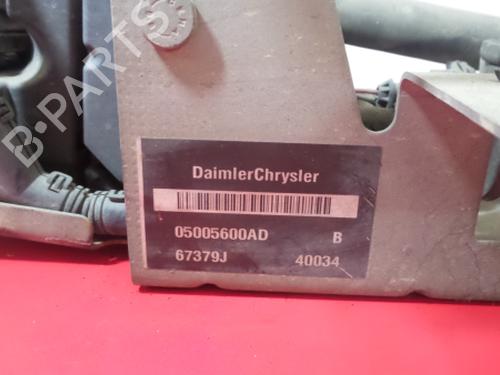 B-PARTS
DaimlerChrysler
05005600AD B
67379J 40034